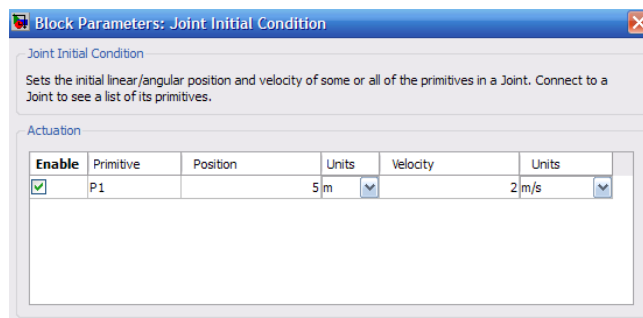 Block Parameters: Joint Initial Condition
Joint Initial Condition
Sets the initial linear/angular position and velocity of some or all of the primitives in a Joint. Connect to a
Joint to see a list of its primitives.
Actuation
Enable Primitive Position Units Velocity Units
P1 5 m 2 m/s